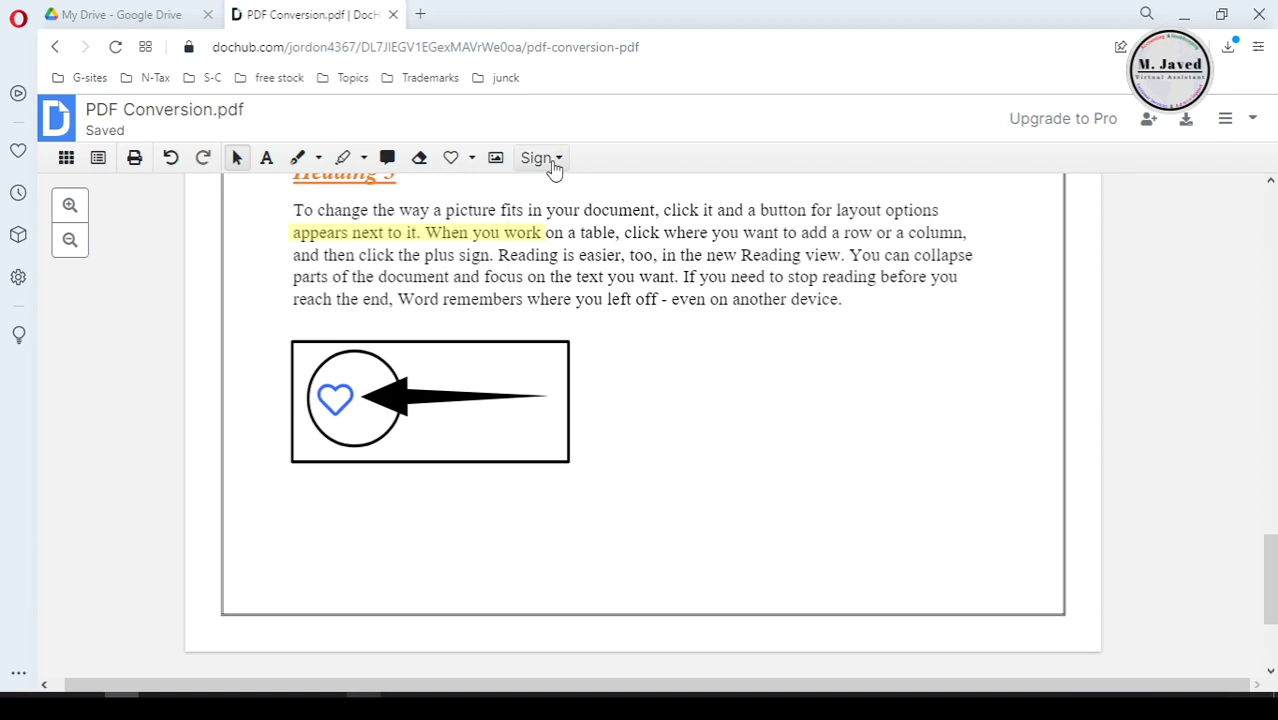 My Drive - Google Drive
PDF Conversion.pdf | DocH
dochub.com/jordon4367/DL7JIEGV1EGexMAVrWe0oa/pdf-conversion-pdf
G-sites
N-Tax
S-C
free stock
Topics
Trademarks
junck
M. Javed
Virtual Assistant
PDF Conversion.pdf
Saved
Upgrade to Pro
Sign
Heading 3
To change the way a picture fits in your document, click it and a button for layout options
appears next to it. When you work on a table, click where you want to add a row or a column,
and then click the plus sign. Reading is easier, too, in the new Reading view. You can collapse
parts of the document and focus on the text you want. If you need to stop reading before you
reach the end, Word remembers where you left off - even on another device.